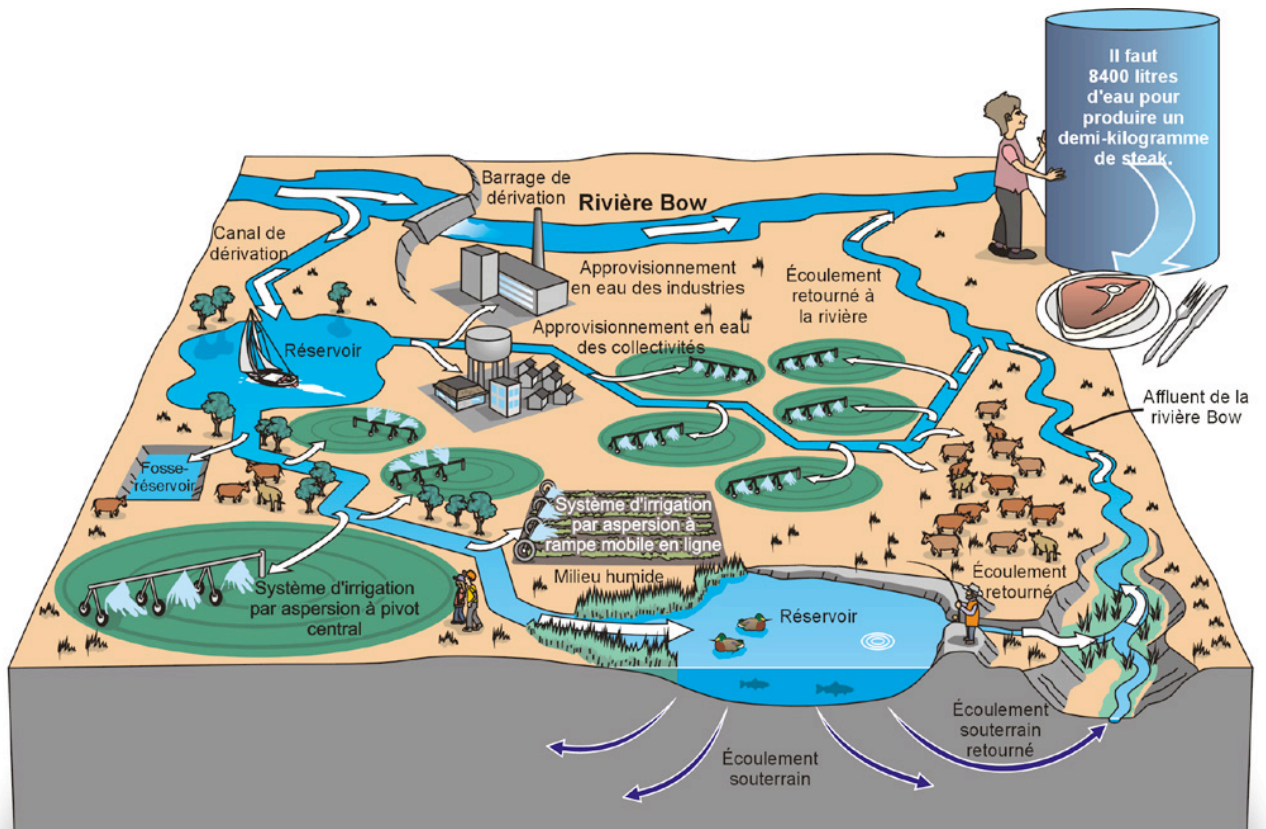 Il faut
8400 litres
d'eau pour
produire un
demi-kilogramme
de steak.
Barrage de
dérivation
Rivière Bow
Canal de
dérivation
Approvisionnement
en eau des industries
Écoulement
retourné à
la rivière
Réservoir
Approvisionnement en eau
des collectivités
Affluent de la
rivière Bow
Fosse-
réservoir
Système d'irrigation
par aspersion à
rampe mobile en ligne
Système d'irrigation
par aspersion à pivot
central
Milieu humide
Réservoir
Écoulement
retourné
Écoulement
souterrain
retourné
Écoulement
souterrain